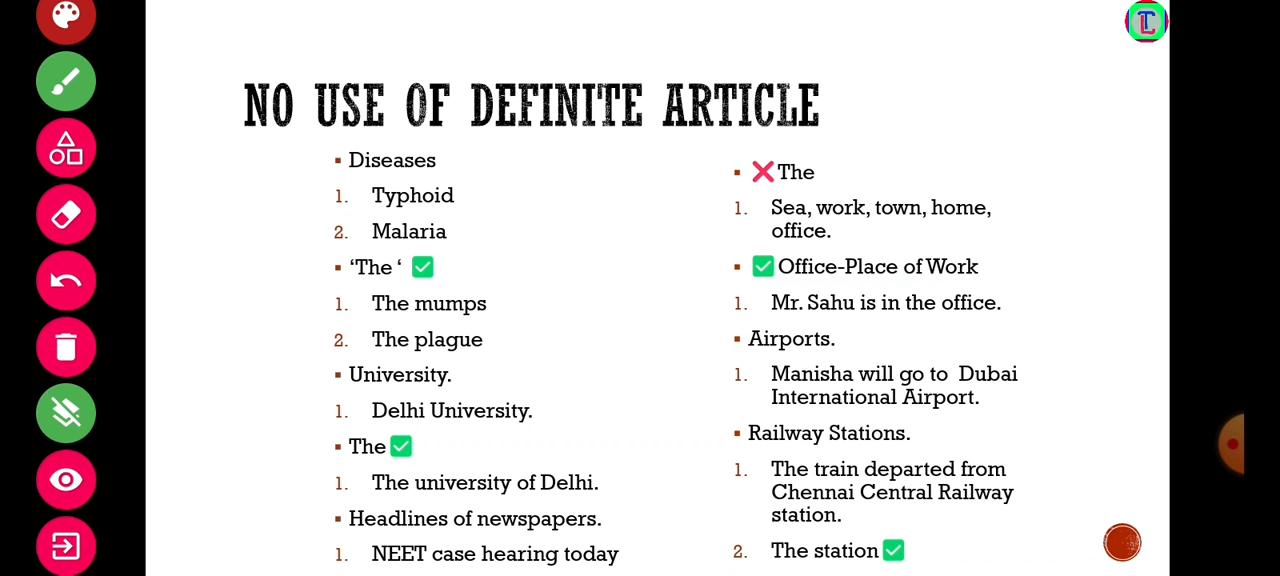 NO USE OF DEFINITE ARTICLE
▪ Diseases
1. Typhoid
2. Malaria
▪ ‘The ‘ ✅
1. The mumps
2. The plague
▪ University.
1. Delhi University.
▪ The ✅
1. The university of Delhi.
▪ Headlines of newspapers.
1. NEET case hearing today
▪ ❌ The
1. Sea, work, town, home,
office.
▪ ✅ Office-Place of Work
1. Mr. Sahu is in the office.
▪ Airports.
1. Manisha will go to Dubai
International Airport.
▪ Railway Stations.
1. The train departed from
Chennai Central Railway
station.
2. The station ✅